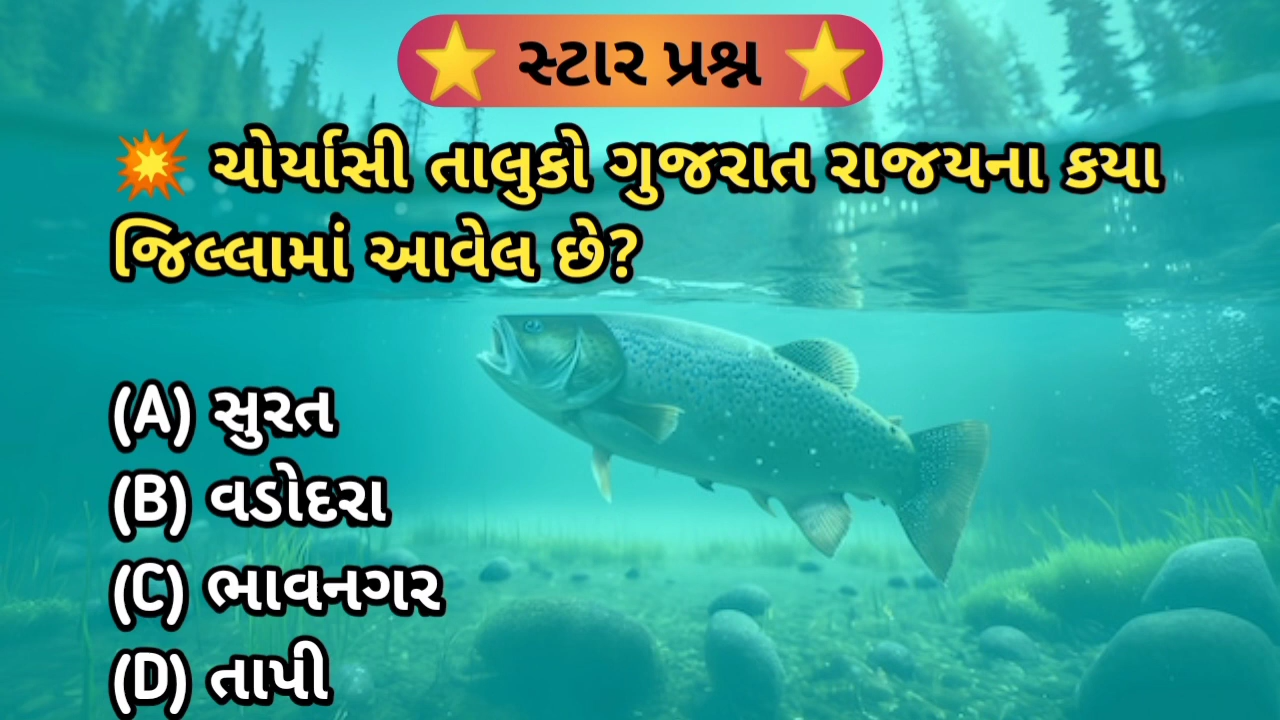 સ્ટાર પ્રશ્ન
ચોર્યાસી તાલુકો ગુજરાત રાજયના કયા
જિલ્લામાં આવેલ છે?
(A) સુરત
(B) વડોદરા
(C) ભાવનગર
(D) તાપી